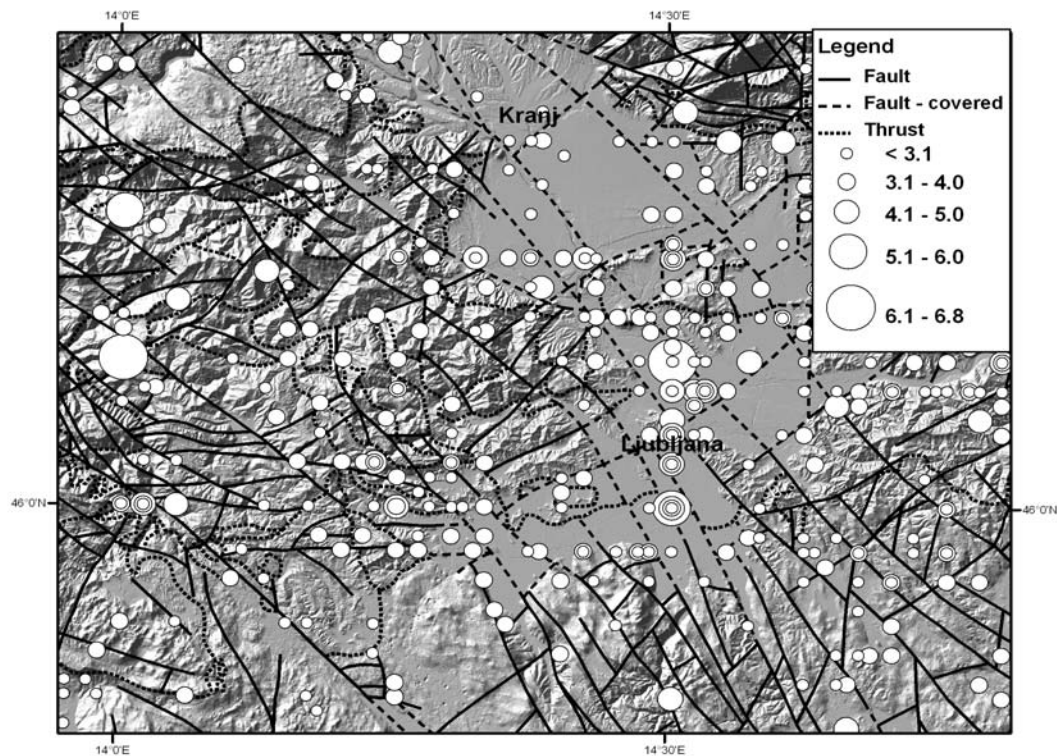 14°0'E 14°30'E
Legend
Fault
Fault - covered
Thrust
< 3.1
3.1 - 4.0
4.1 - 5.0
5.1 - 6.0
6.1 - 6.8
Kranj
Ljubljana
46°0'N 46°0'N
14°0'E 14°30'E